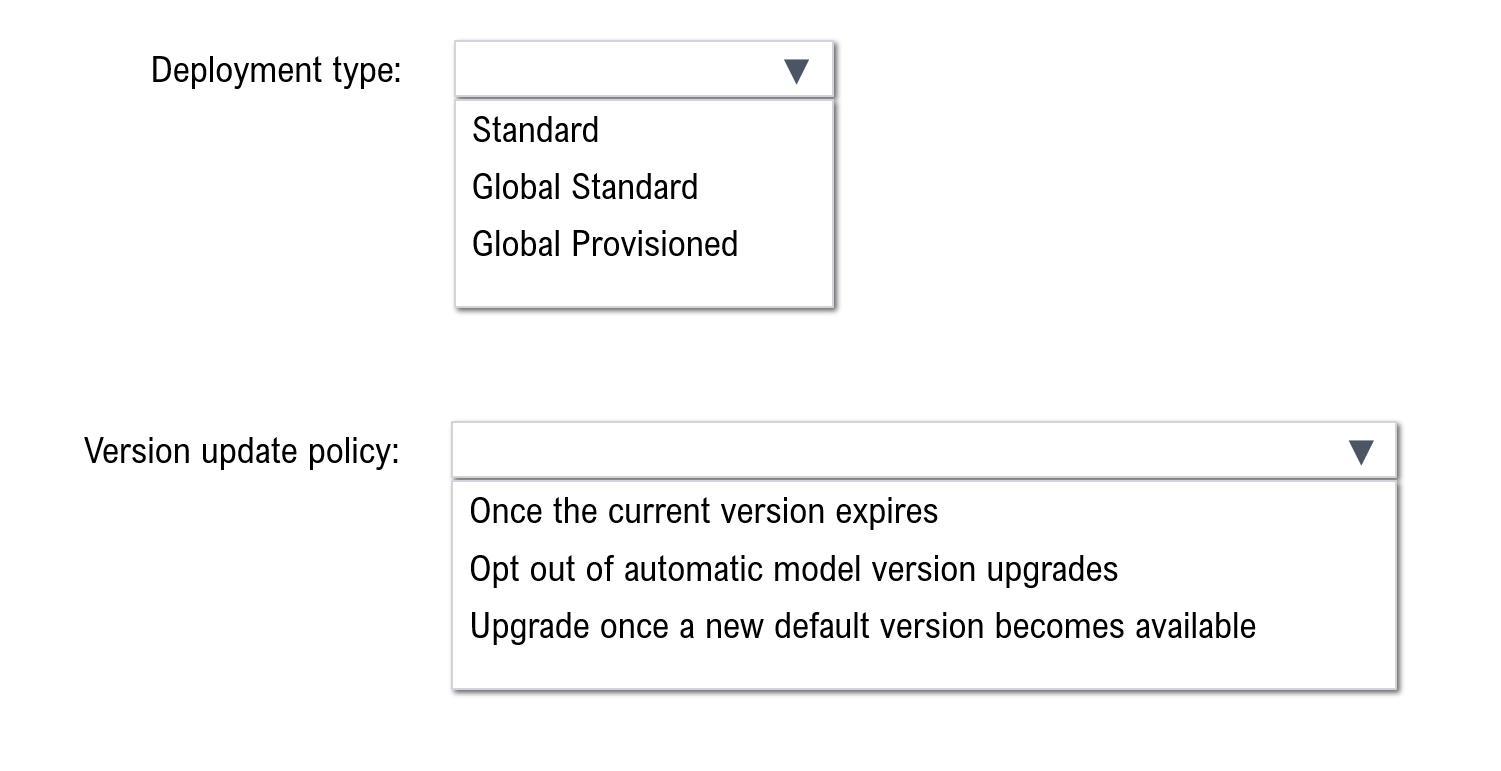 Deployment type:
Standard
Global Standard
Global Provisioned
Version update policy:
Once the current version expires
Opt out of automatic model version upgrades
Upgrade once a new default version becomes available